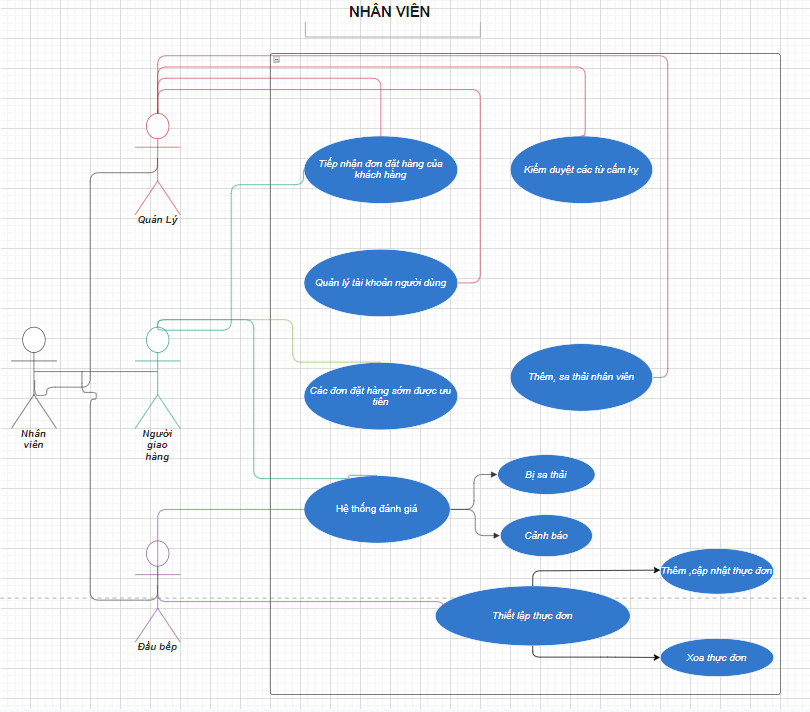 NHÂN VIÊN
Tiếp nhận đơn đặt hàng của
khách hàng
Kiểm duyệt các từ cấm kỵ
Quản Lý
Quản lý tài khoản người dùng
Thêm, sa thải nhân viên
Các đơn đặt hàng sớm được ưu
tiên
Nhân
viên
Người
giao
hàng
Bị sa thải
Hệ thống đánh giá
Cảnh báo
Thêm ,cập nhật thực đơn
Thiết lập thực đơn
Đầu bếp
Xoa thực đơn